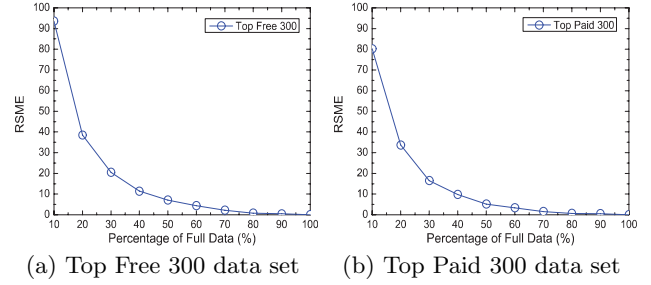 100
90
80
70
60
50
40
30
20
10
0
RSME
Top Free 300
10 20 30 40 50 60 70 80 90 100
Percentage of Full Data (%)
(a) Top Free 300 data set
100
90
80
70
60
50
40
30
20
10
0
RSME
Top Paid 300
10 20 30 40 50 60 70 80 90 100
Percentage of Full Data (%)
(b) Top Paid 300 data set